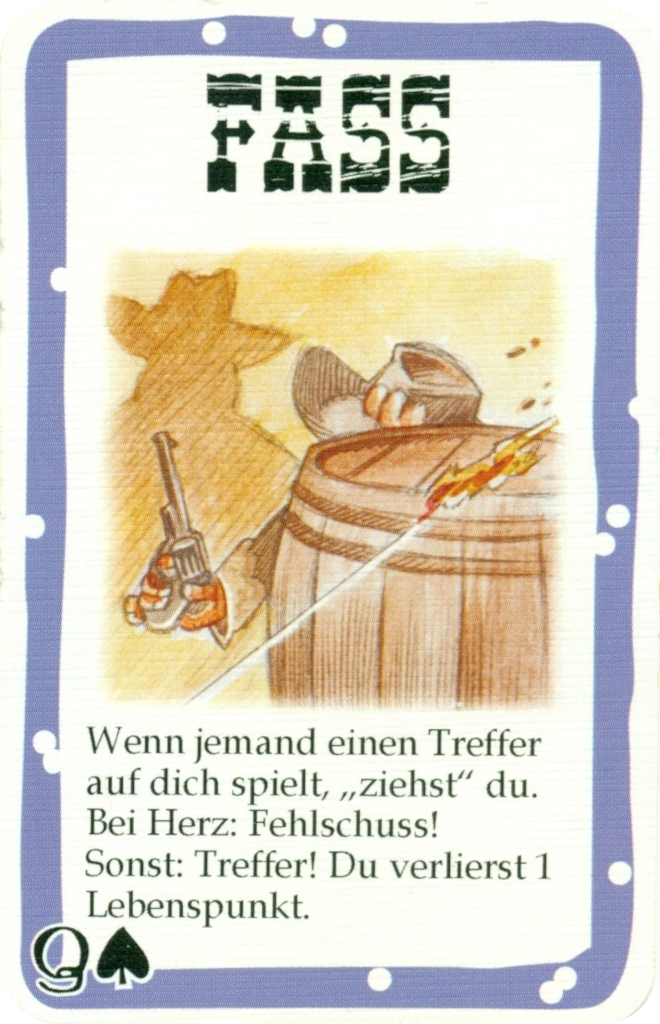 FASS
Wenn jemand einen Treffer
auf dich spielt, „ziehst“ du.
Bei Herz: Fehlschuss!
Sonst: Treffer! Du verlierst 1
Lebenspunkt.
Q♠